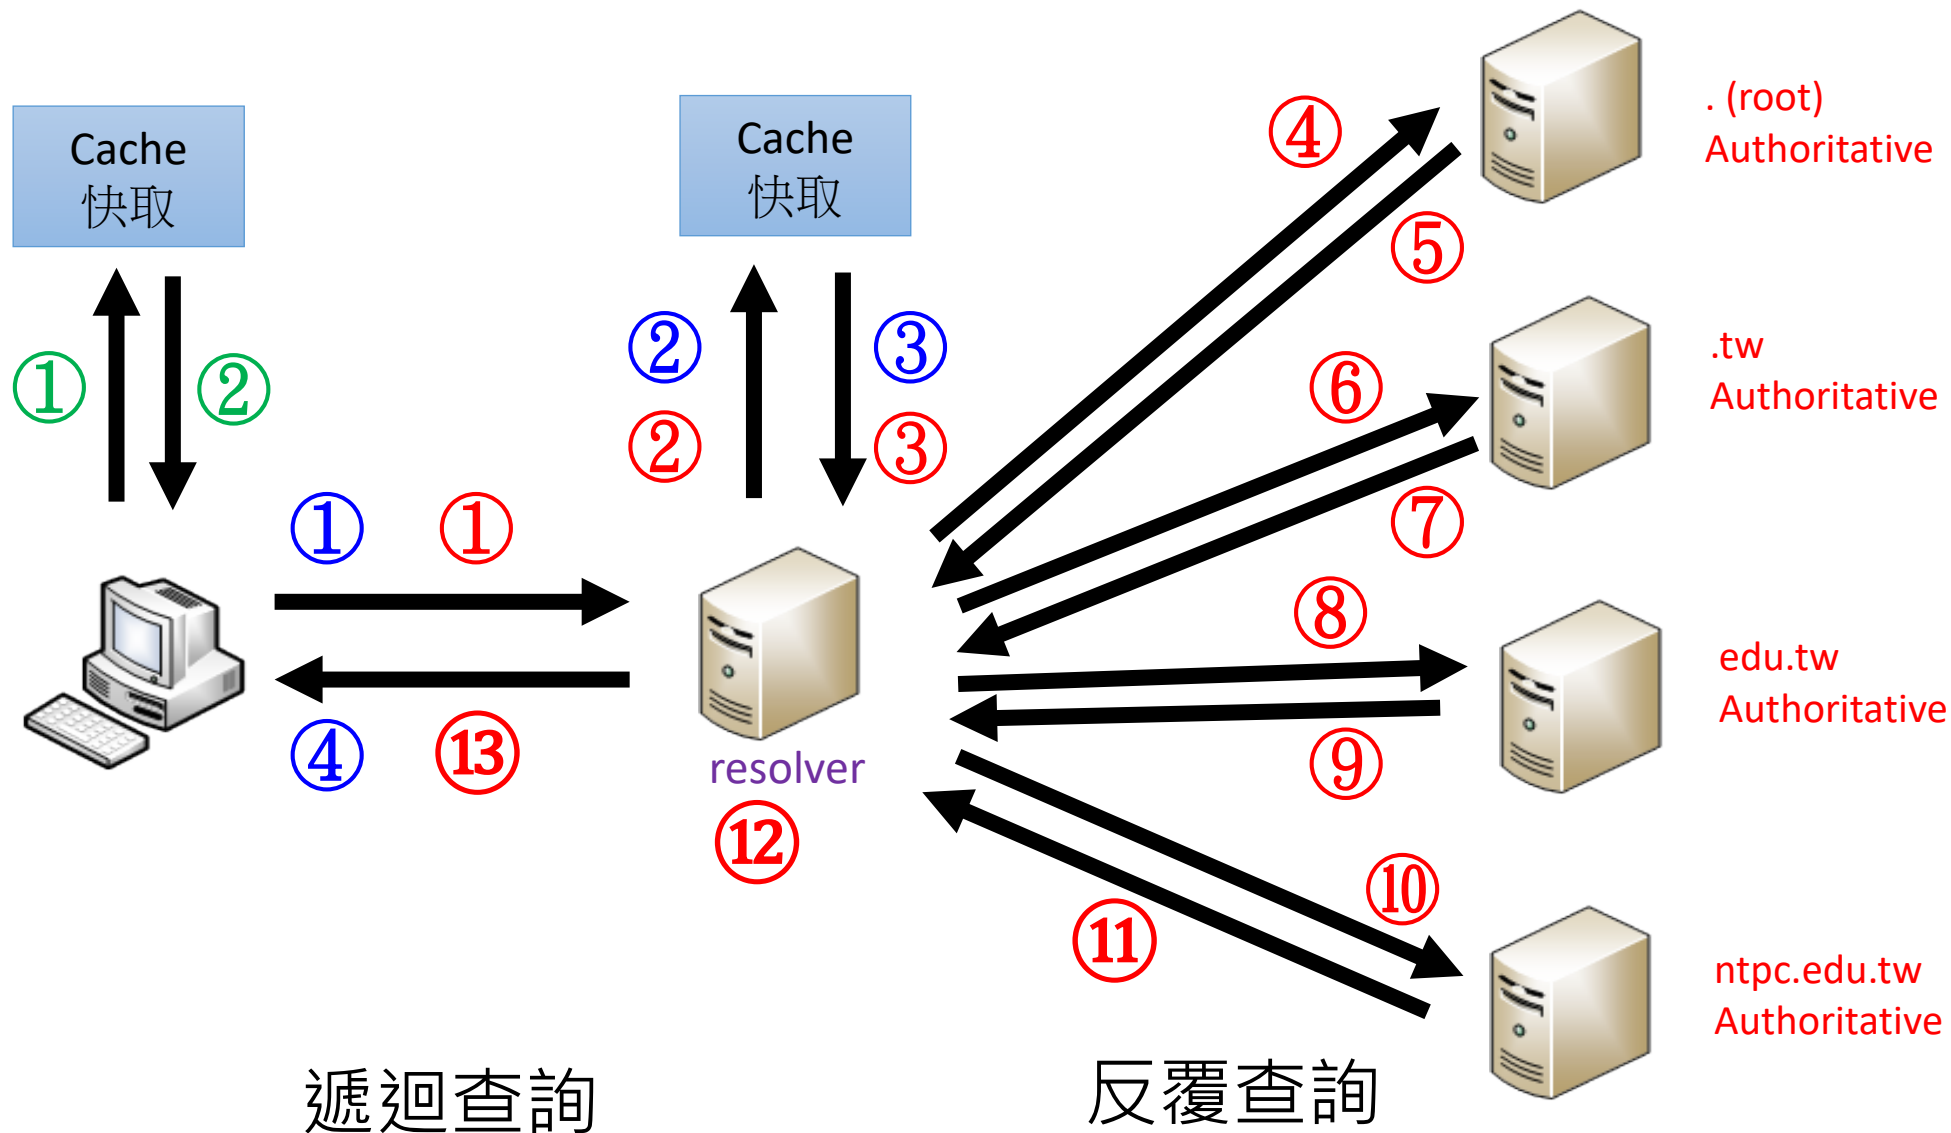 Cache
快取
Cache
快取
④
. (root)
Authoritative
⑤
② ③
① ②
② ③
⑥
.tw
Authoritative
⑦
① ①
⑧
edu.tw
Authoritative
④ ⑬
⑨
resolver
⑫
⑩
⑪
ntpc.edu.tw
Authoritative
遞迴查詢
反覆查詢